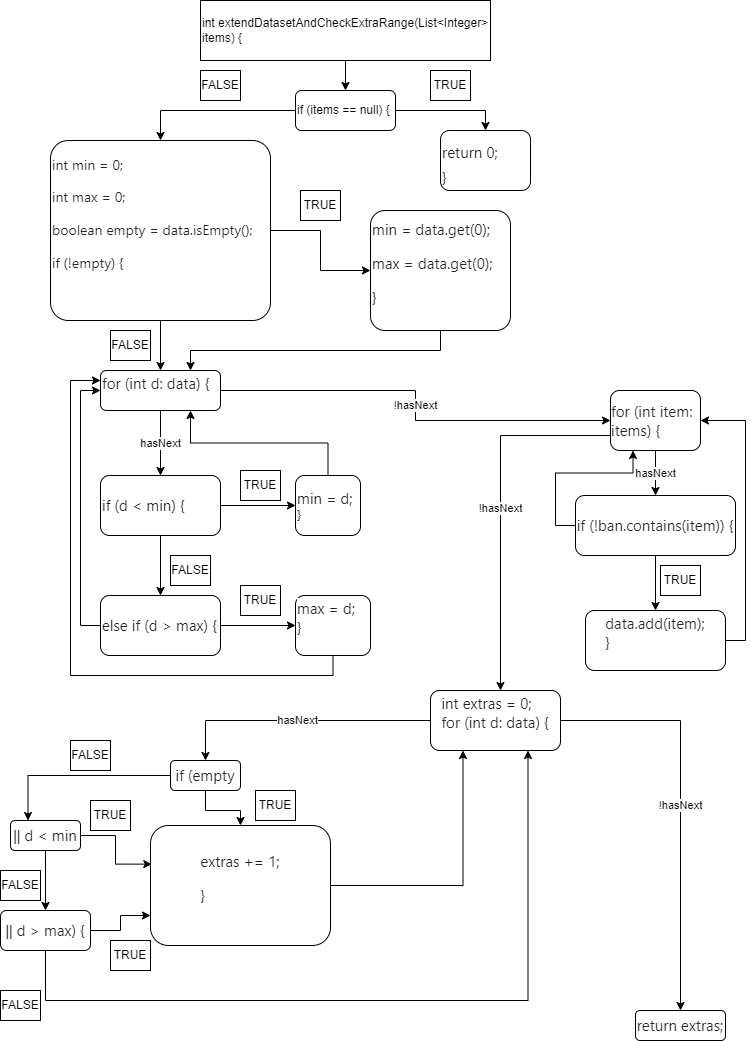 int extendDatasetAndCheckExtraRange(List<Integer>
items) {
FALSE
TRUE
if (items == null) {
return 0;
}
int min = 0;
int max = 0;
boolean empty = data.isEmpty();
if (!empty) {
TRUE
min = data.get(0);
max = data.get(0);
}
FALSE
for (int d: data) {
!hasNext
for (int item:
items) {
hasNext
hasNext
if (d < min) {
TRUE
min = d;
}
!hasNext
if (!ban.contains(item)) {
FALSE
TRUE
else if (d > max) {
TRUE
max = d;
}
data.add(item);
}
int extras = 0;
for (int d: data) {
hasNext
FALSE
if (empty
TRUE
!hasNext
|| d < min
TRUE
extras += 1;
}
FALSE
|| d > max) {
TRUE
FALSE
return extras;